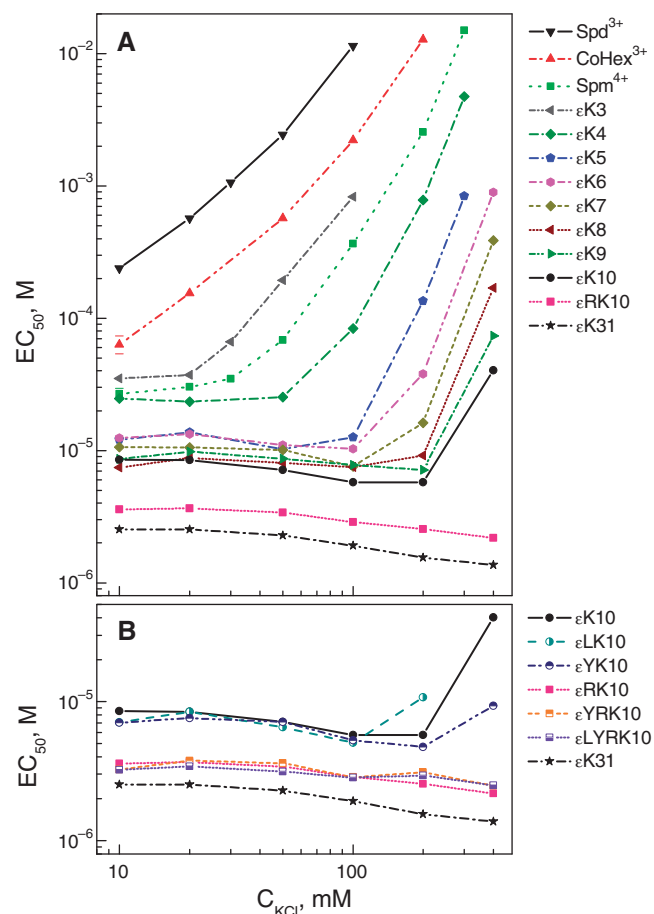 A
10⁻²
10⁻³
10⁻⁴
10⁻⁵
10⁻⁶
EC₅₀, M
Spd³⁺
CoHex³⁺
Spm⁴⁺
εK3
εK4
εK5
εK6
εK7
εK8
εK9
εK10
εRK10
εK31
B
10⁻⁵
10⁻⁶
EC₅₀, M
εK10
εLK10
εYK10
εRK10
εYRK10
εLYRK10
εK31
10
100
C_KCl, mM